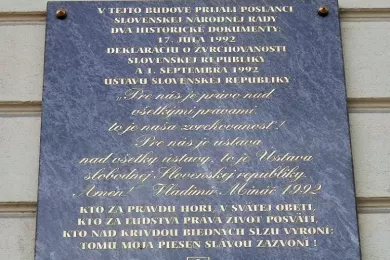 V TEJTO BUDOVE PRIJALI POSLANCI
SLOVENSKEJ NÁRODNEJ RADY
DVA HISTORICKÉ DOKUMENTY:
17. JÚLA 1992
DEKLARÁCIU O ZVRCHOVANOSTI
SLOVENSKEJ REPUBLIKY
A 1. SEPTEMBRA 1992
ÚSTAVU SLOVENSKEJ REPUBLIKY
„Pre nás je právo nad
všetkými právami
to je naša zvrchovanosť!
Pre nás je ústava
nad všetky ústavy, to je Ústava
slobodnej Slovenskej republiky.
Amen! Vladimír Mináč 1992
KTO ZA PRAVDU HORÍ V SVÄTEJ OBETI,
KTO ZA ĽUDSTVA PRÁVA ŽIVOT POSVÄTÍ,
KTO NAD KRIVDOU BIEDNYCH SLZU VYRONÍ:
TOMU MOJA PIESEŇ SLÁVOU ZAZVONÍ!